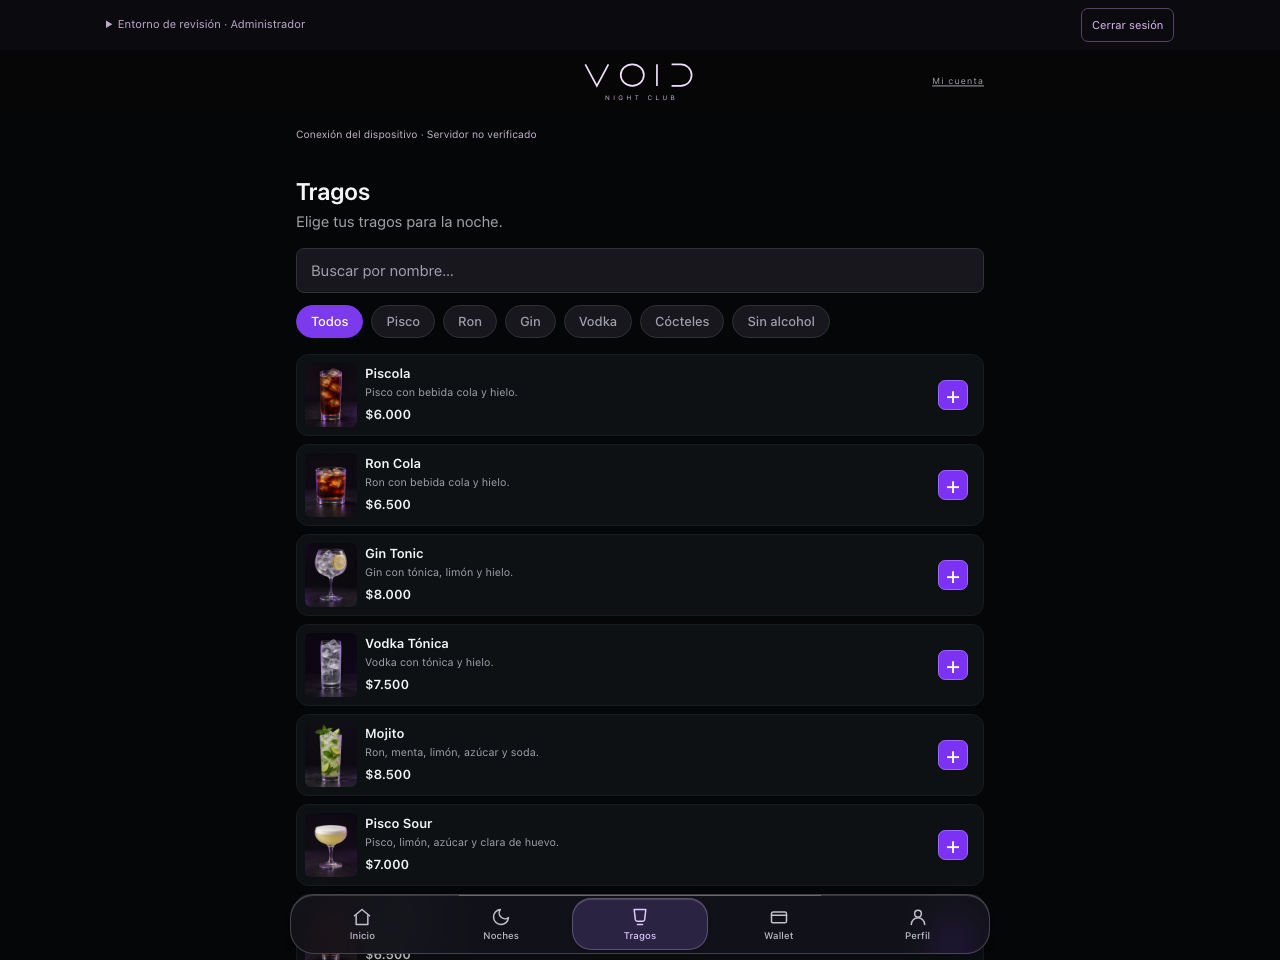 Entorno de revisión · Administrador
Cerrar sesión
VOID
NIGHT CLUB
Mi cuenta
Conexión del dispositivo · Servidor no verificado
Tragos
Elige tus tragos para la noche.
Buscar por nombre...
Todos Pisco Ron Gin Vodka Cócteles Sin alcohol
Piscola
Pisco con bebida cola y hielo.
$6.000
Ron Cola
Ron con bebida cola y hielo.
$6.500
Gin Tonic
Gin con tónica, limón y hielo.
$8.000
Vodka Tónica
Vodka con tónica y hielo.
$7.500
Mojito
Ron, menta, limón, azúcar y soda.
$8.500
Pisco Sour
Pisco, limón, azúcar y clara de huevo.
$7.000
Inicio Noches Tragos Wallet Perfil
$6.500